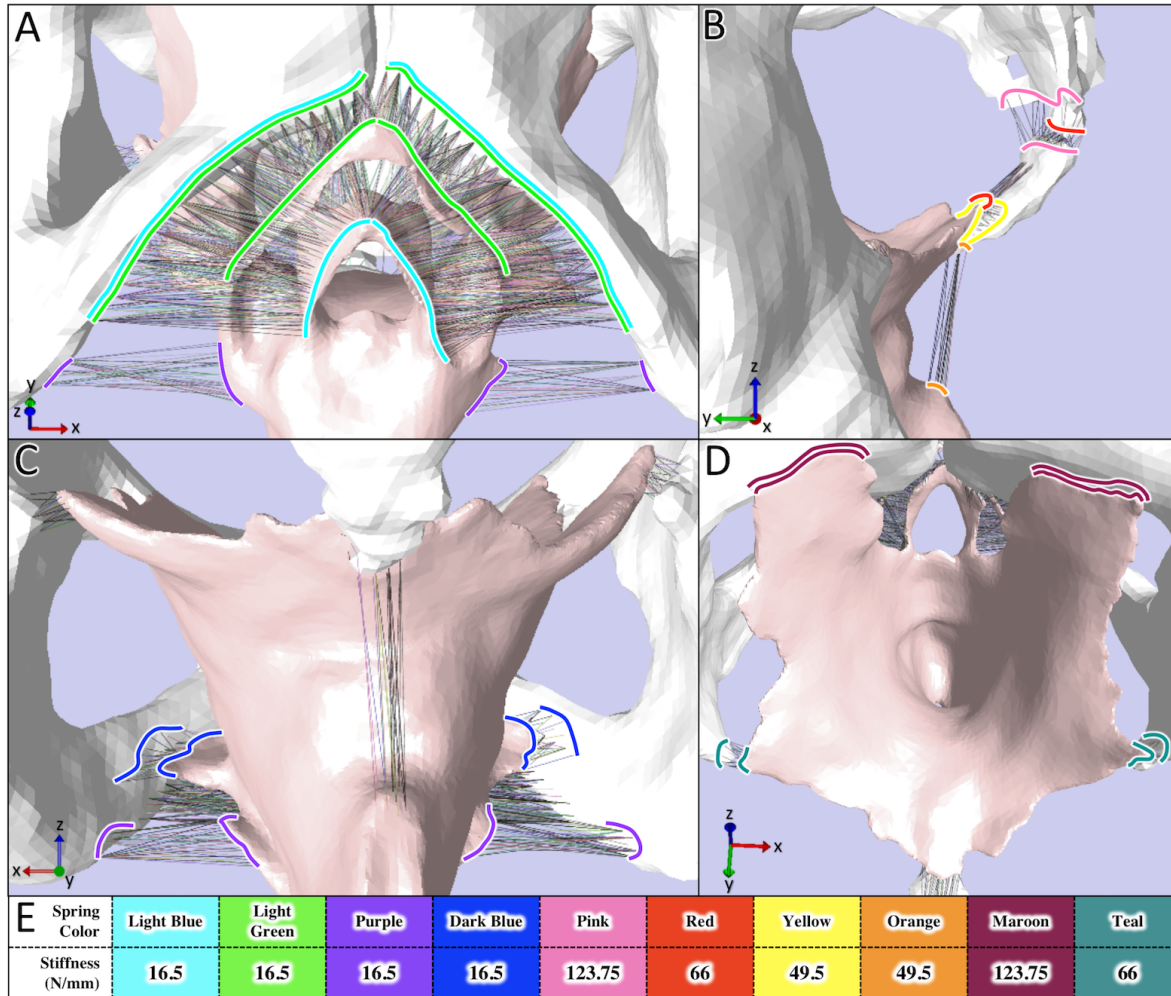 A
B
y
z
x
z
y
x
C
D
z
x
y
z
x
y
E
Spring Color
Light Blue
Light Green
Purple
Dark Blue
Pink
Red
Yellow
Orange
Maroon
Teal
Stiffness (N/mm)
16.5
16.5
16.5
16.5
123.75
66
49.5
49.5
123.75
66